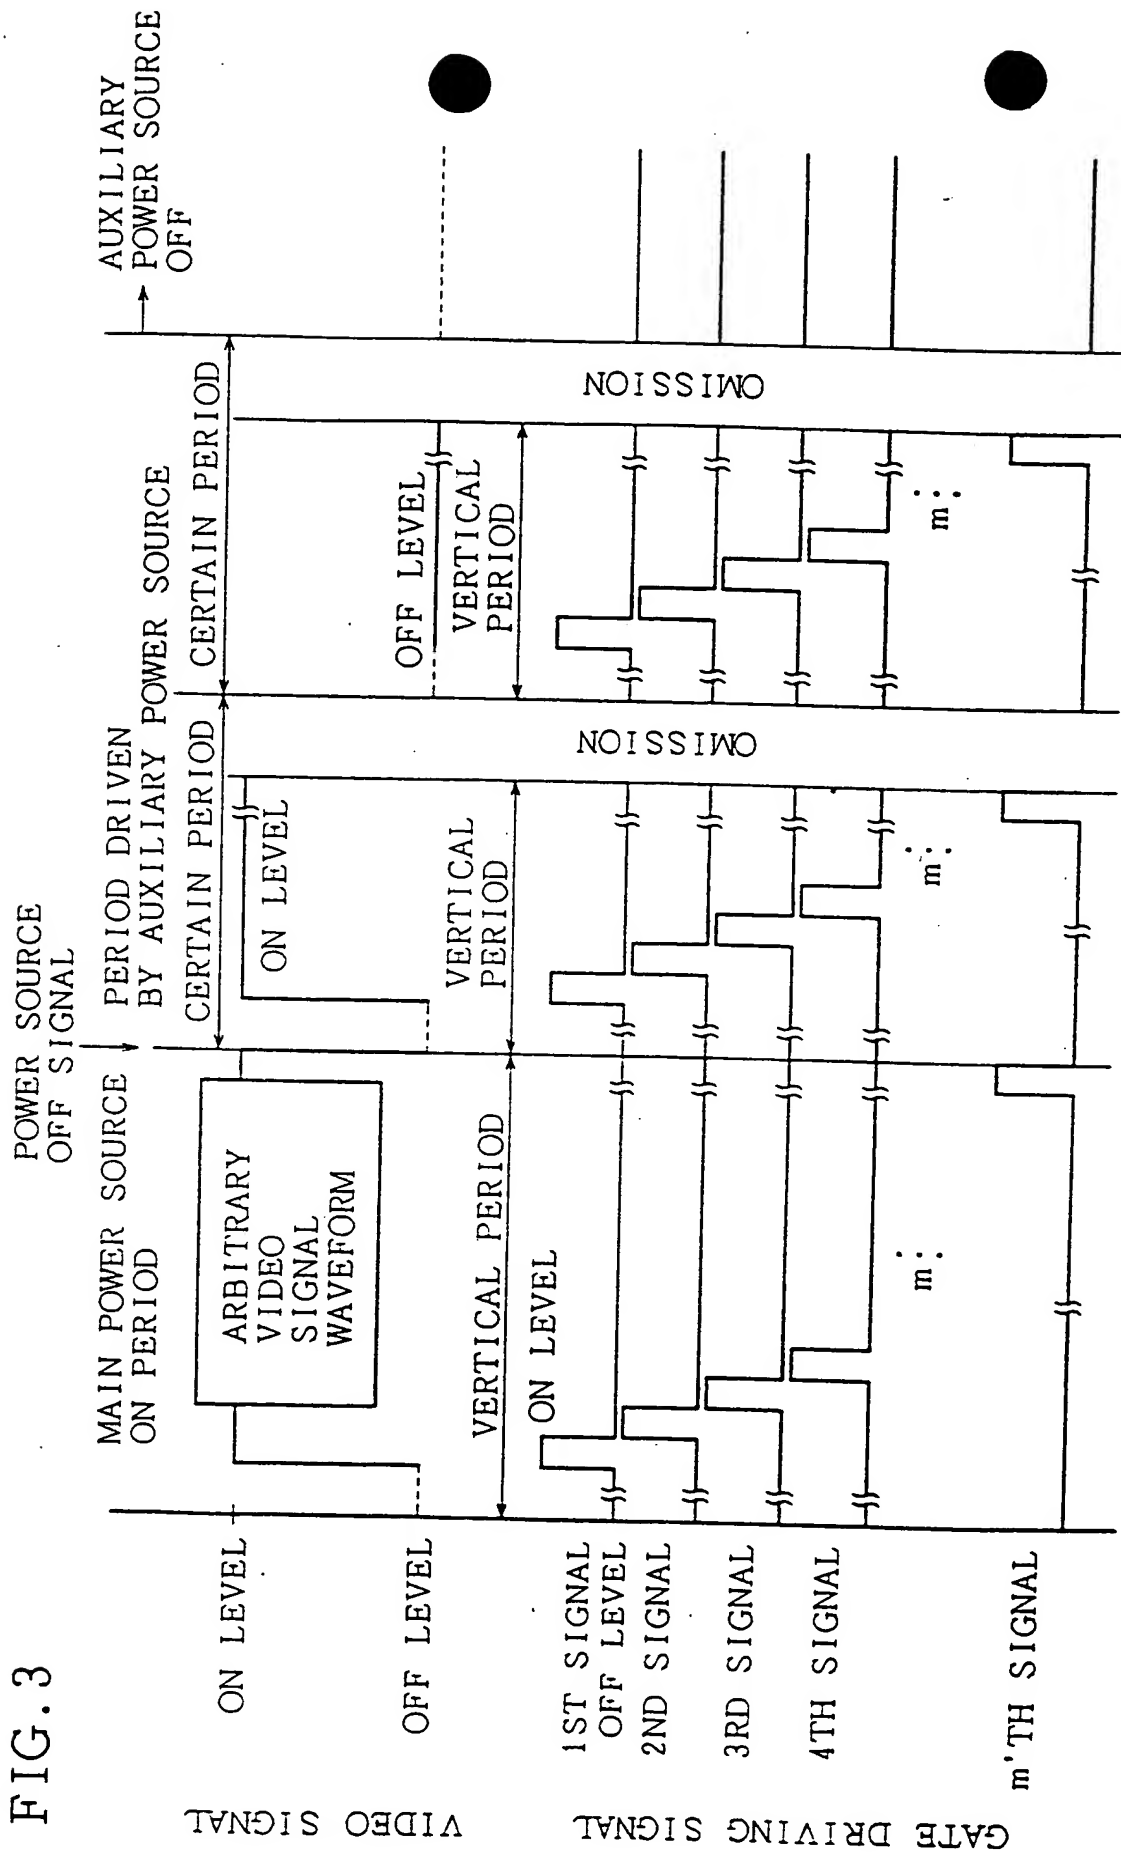 FIG.3
POWER SOURCE
OFF SIGNAL
MAIN POWER SOURCE
ON PERIOD
PERIOD DRIVEN
BY AUXILIARY POWER SOURCE
AUXILIARY
POWER SOURCE
OFF
CERTAIN PERIOD
CERTAIN PERIOD
VIDEO SIGNAL
ON LEVEL
ARBITRARY
VIDEO
SIGNAL
WAVEFORM
ON LEVEL
OFF LEVEL
OFF LEVEL
VERTICAL PERIOD
VERTICAL
PERIOD
VERTICAL
PERIOD
OMISSION
OMISSION
GATE DRIVING SIGNAL
ON LEVEL
1ST SIGNAL
OFF LEVEL
2ND SIGNAL
3RD SIGNAL
4TH SIGNAL
m'
m'
m'
m'TH SIGNAL